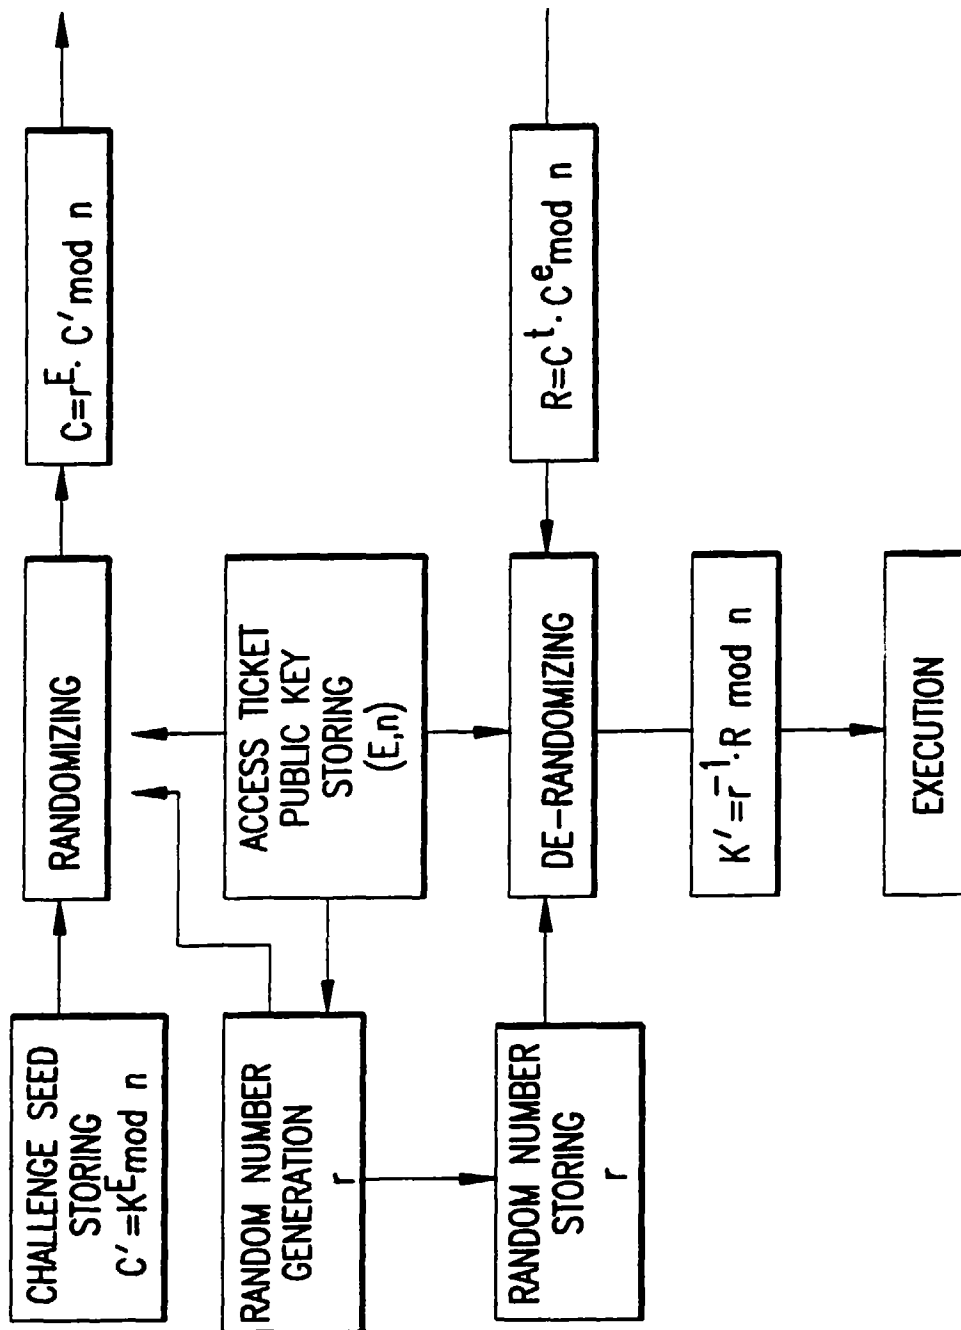 CHALLENGE SEED
STORING
C′=K^E mod n
RANDOMIZING
C=r^E·C′mod n
RANDOM NUMBER
GENERATION
r
ACCESS TICKET
PUBLIC KEY
STORING
(E,n)
RANDOM NUMBER
STORING
r
DE-RANDOMIZING
R=C^t·C^e mod n
K′=r^-1·R mod n
EXECUTION